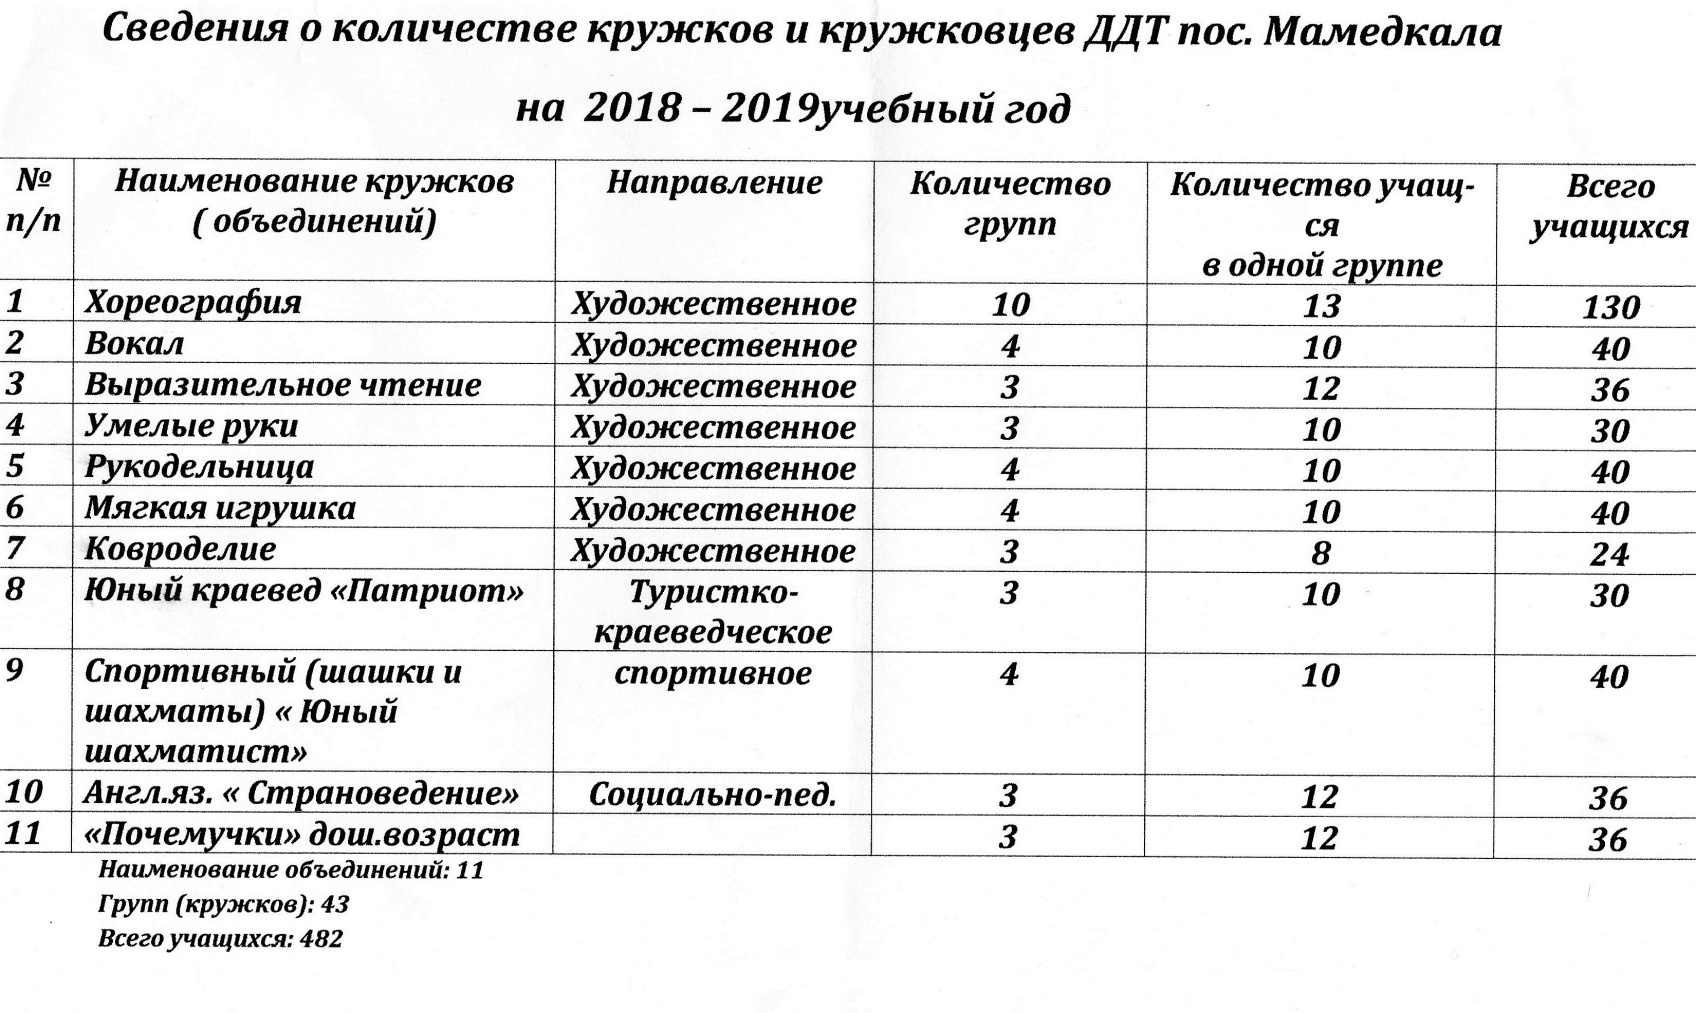 Сведения о количестве кружков и кружковцев ДДТ пос. Мамедкала
на 2018 – 2019учебный год
№ п/п Наименование кружков ( объединений) Направление Количество групп Количество учащ-ся в одной группе Всего учащихся
1 Хореография Художественное 10 13 130
2 Вокал Художественное 4 10 40
3 Выразительное чтение Художественное 3 12 36
4 Умелые руки Художественное 3 10 30
5 Рукодельница Художественное 4 10 40
6 Мягкая игрушка Художественное 4 10 40
7 Ковроделие Художественное 3 8 24
8 Юный краевед «Патриот» Туристко- 3 10 30
краеведческое
9 Спортивный (шашки и спортивное 4 10 40
шахматы) « Юный
шахматист»
10 Англ.яз. « Страноведение» Социально-пед. 3 12 36
11 «Почемучки» дош.возраст 3 12 36
Наименование объединений: 11
Групп (кружков): 43
Всего учащихся: 482